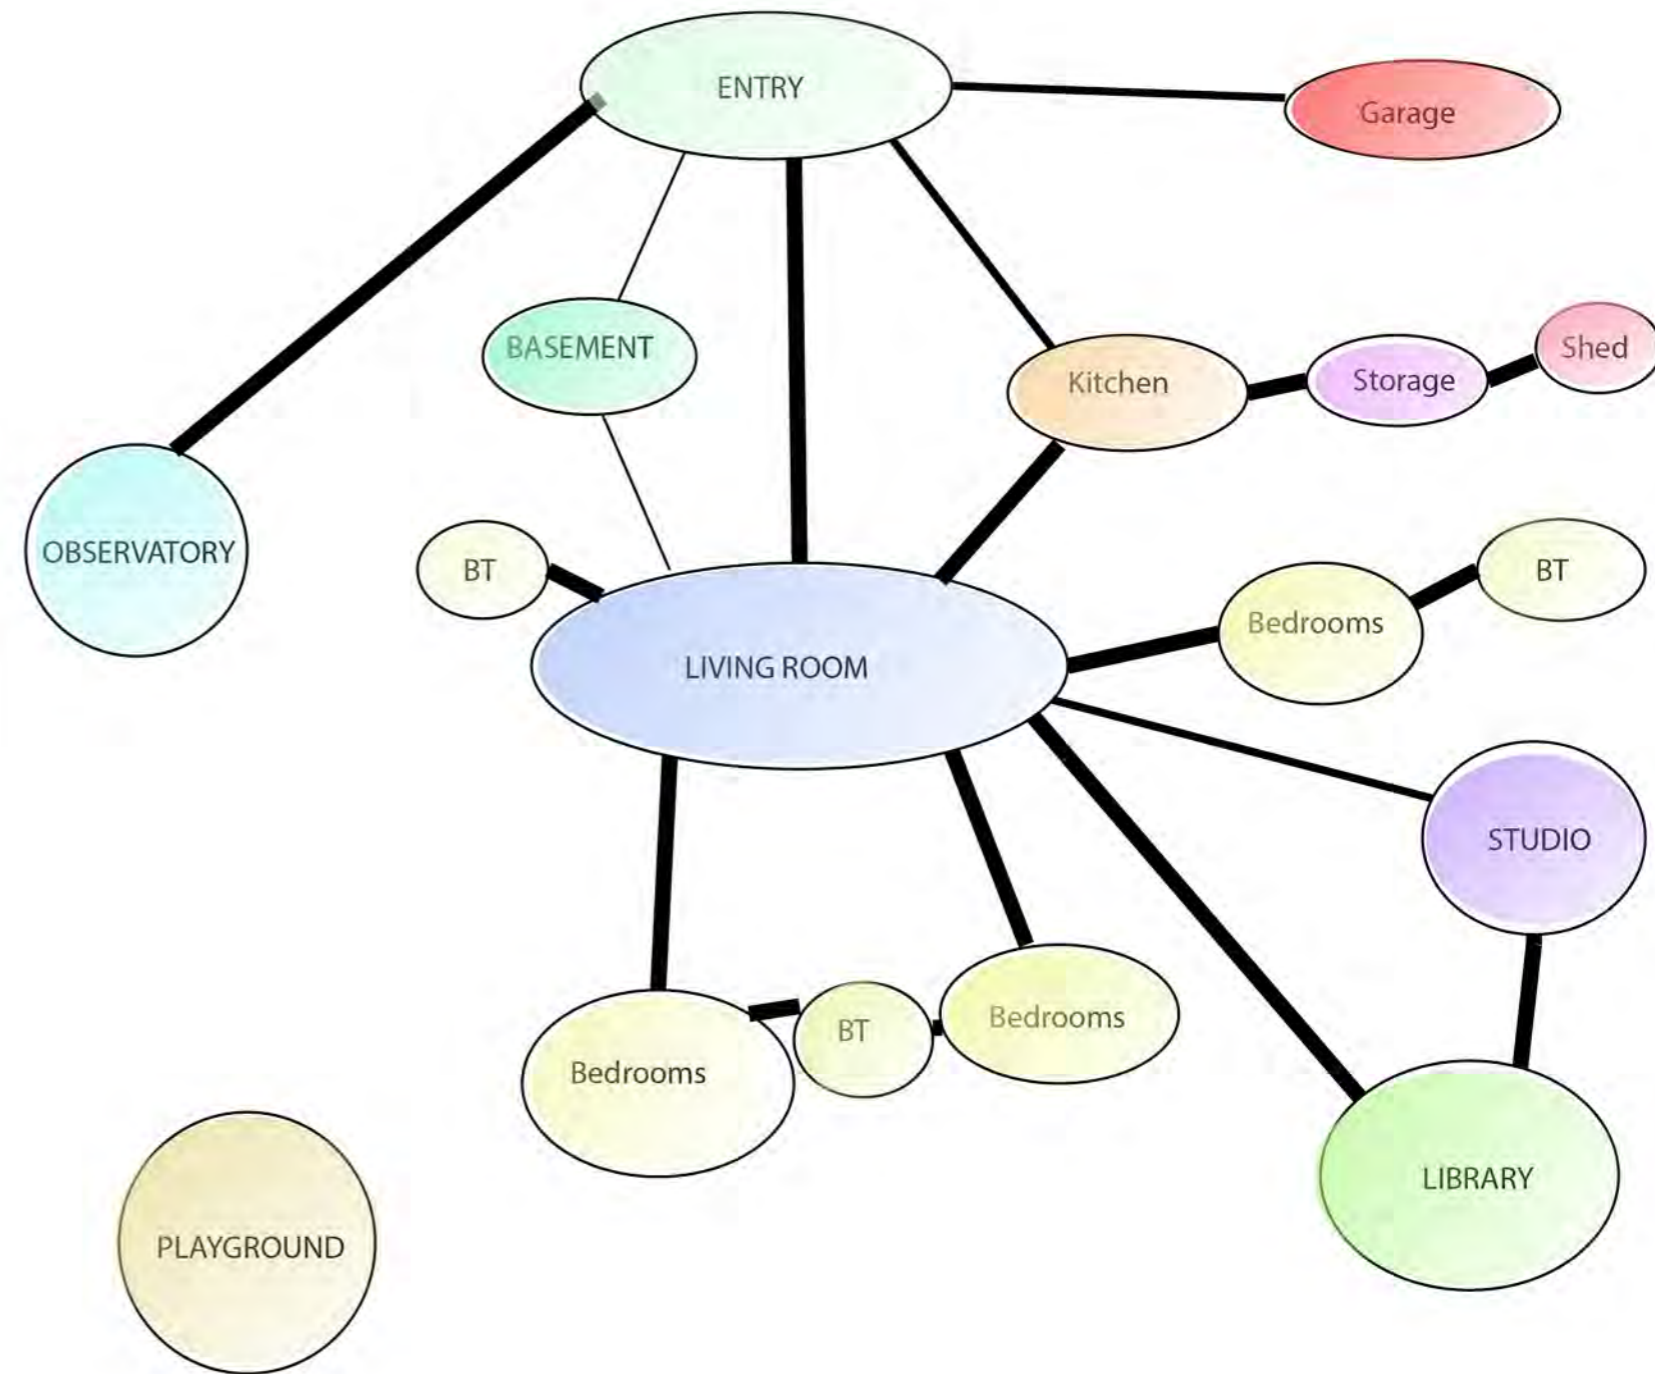 ENTRY
Garage
BASEMENT
Kitchen
Storage
Shed
OBSERVATORY
BT
BT
Bedrooms
LIVING ROOM
STUDIO
Bedrooms
BT
Bedrooms
LIBRARY
PLAYGROUND